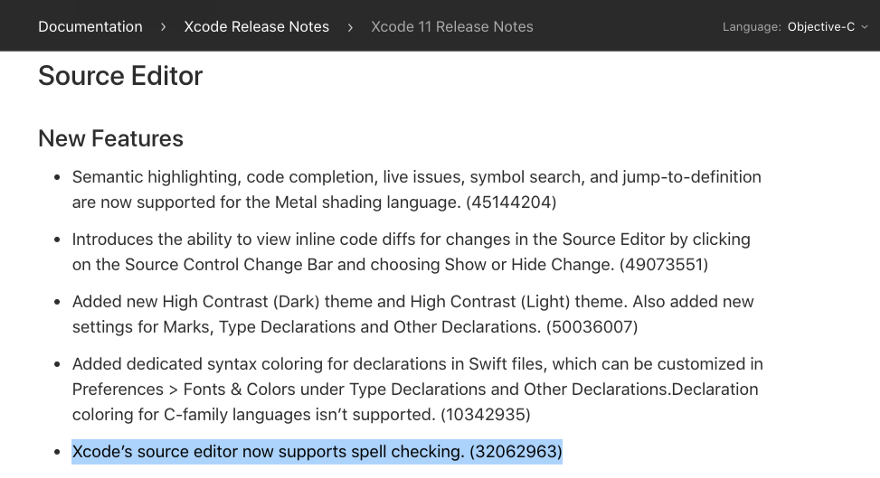 Documentation > Xcode Release Notes > Xcode 11 Release Notes Language: Objective-C
Source Editor
New Features
• Semantic highlighting, code completion, live issues, symbol search, and jump-to-definition
are now supported for the Metal shading language. (45144204)
• Introduces the ability to view inline code diffs for changes in the Source Editor by clicking
on the Source Control Change Bar and choosing Show or Hide Change. (49073551)
• Added new High Contrast (Dark) theme and High Contrast (Light) theme. Also added new
settings for Marks, Type Declarations and Other Declarations. (50036007)
• Added dedicated syntax coloring for declarations in Swift files, which can be customized in
Preferences > Fonts & Colors under Type Declarations and Other Declarations.Declaration
coloring for C-family languages isn’t supported. (10342935)
• Xcode’s source editor now supports spell checking. (32062963)